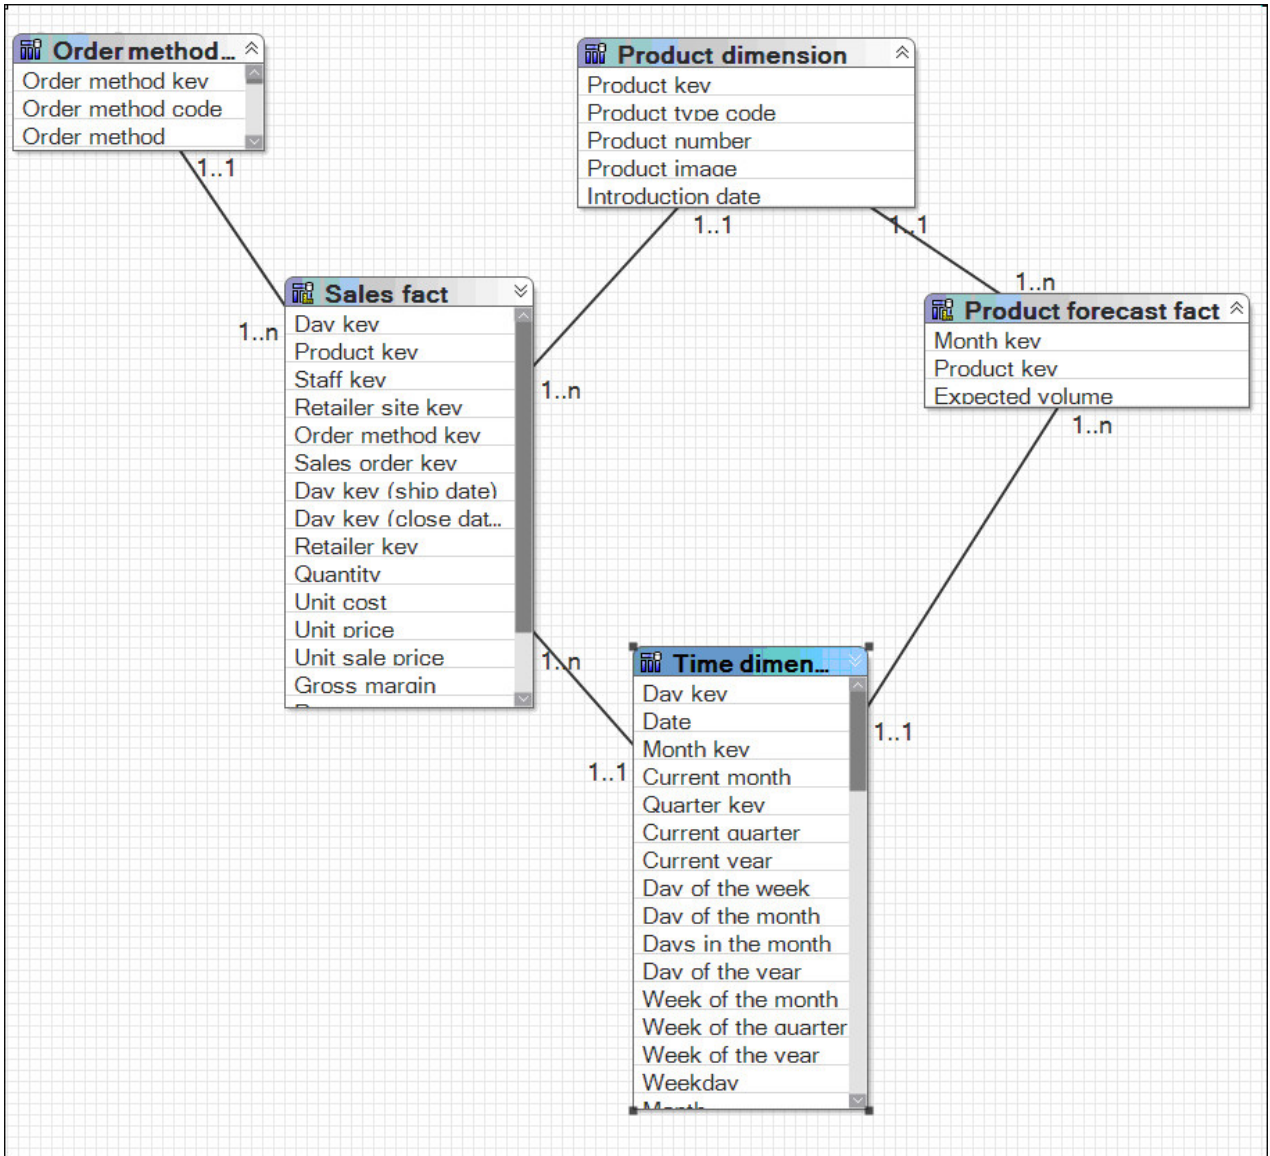 Order method...
Order method key
Order method code
Order method
1..1
Product dimension
Product key
Product type code
Product number
Product image
Introduction date
1..1
1..1
1..n
Sales fact
Day key
Product key
Staff key
Retailer site key
Order method key
Sales order key
Day key (ship date)
Day key (close dat...
Retailer key
Quantity
Unit cost
Unit price
Unit sale price
Gross margin
1..n
1..n
1..n
Product forecast fact
Month key
Product key
Expected volume
1..n
Time dimen...
Day key
Date
Month key
Current month
Quarter key
Current quarter
Current year
Day of the week
Day of the month
Days in the month
Day of the year
Week of the month
Week of the quarter
Week of the year
Weekday
Month
1..1
1..1